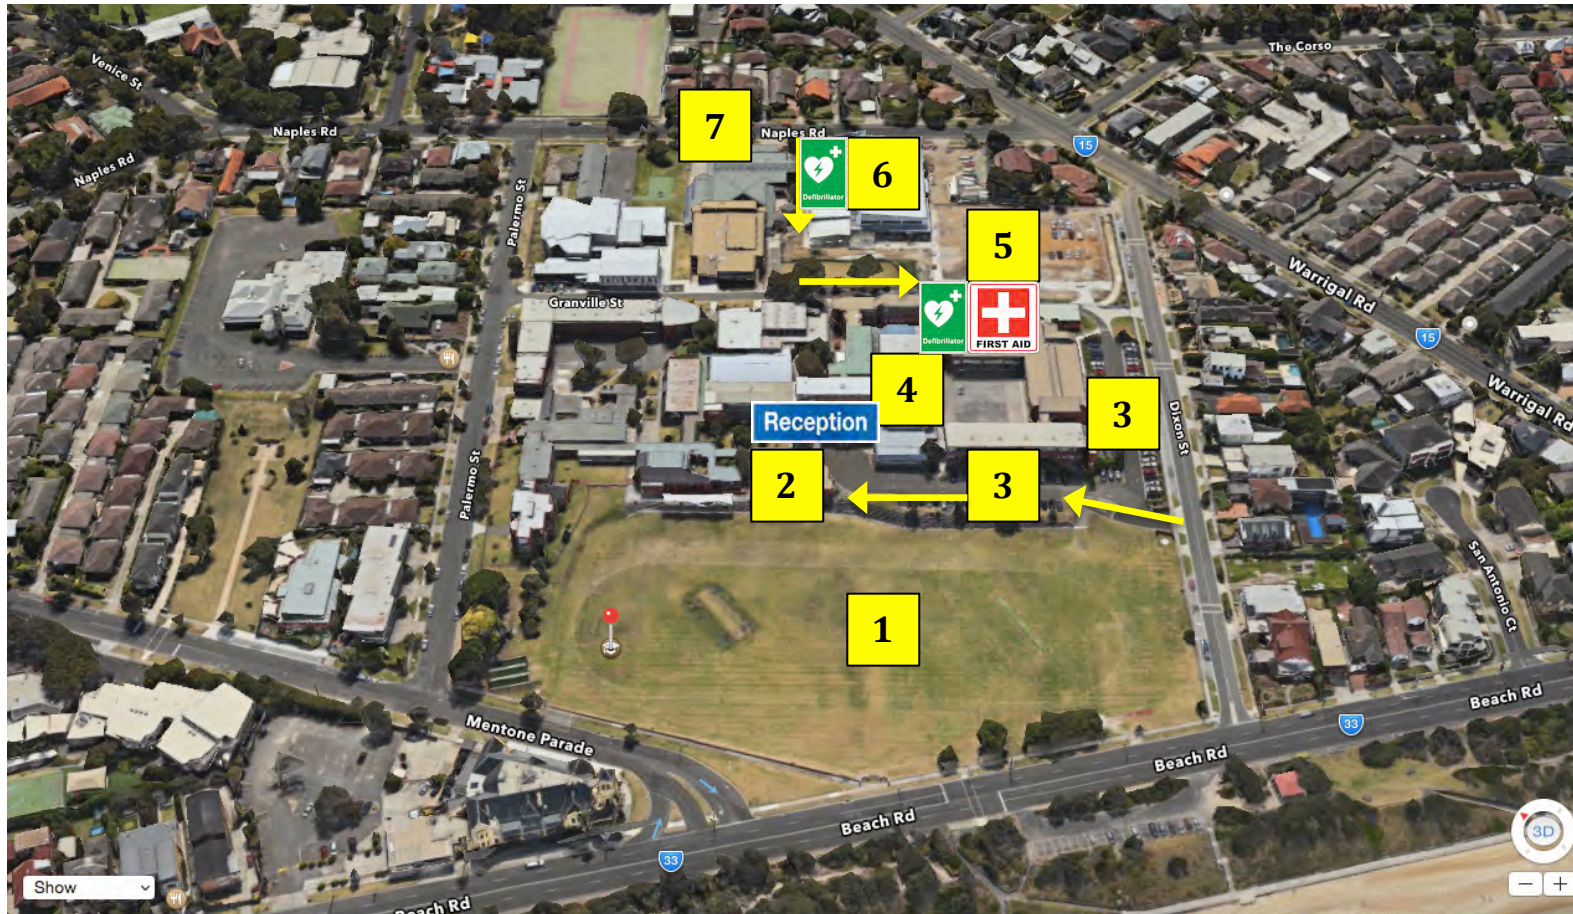 The Corso
Venice St
Naples Rd
7
Naples Rd
15
Naples Rd
Defibrillator
6
Palermo St
5
Warrigal Rd
Granville St
Defibrillator
FIRST AID
15
4
3
Warrigal Rd
Reception
Dixon St
2
3
Palermo St
San Antonio Ct
1
Beach Rd
Mentone Parade
33
Beach Rd
Beach Rd
3D
33
Show
Beach Rd